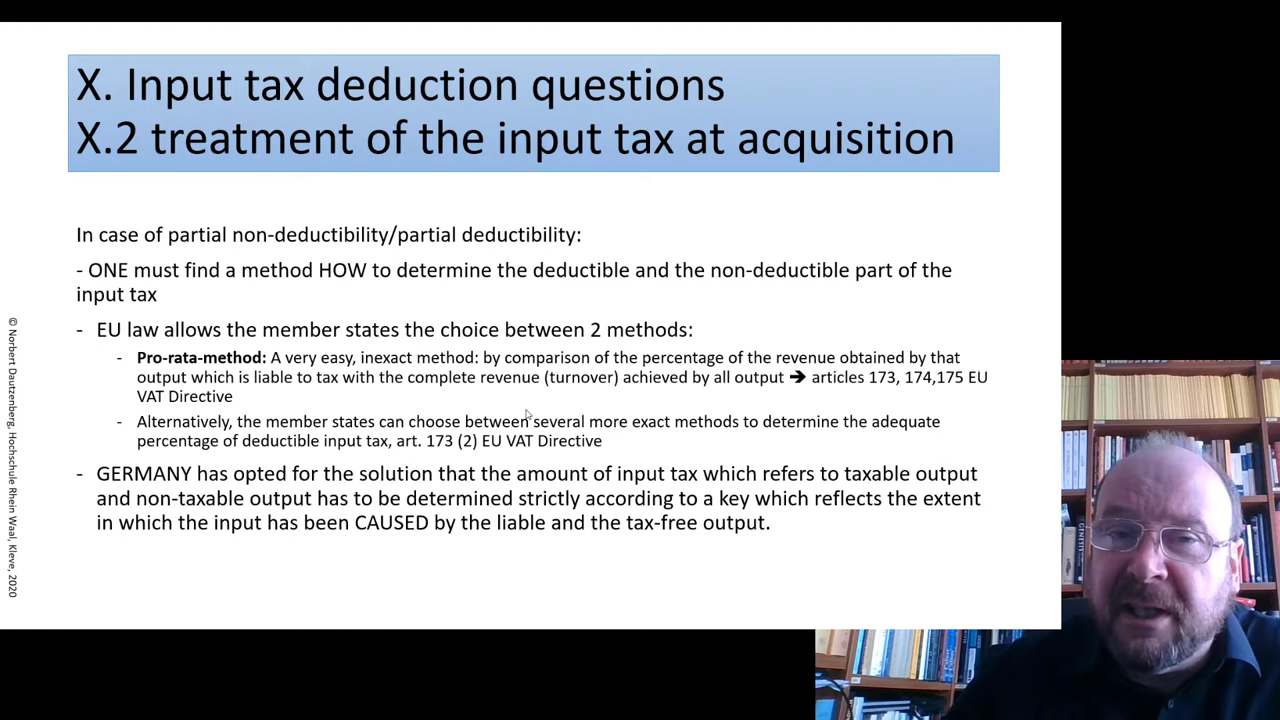 X. Input tax deduction questions
X.2 treatment of the input tax at acquisition
In case of partial non-deductibility/partial deductibility:
- ONE must find a method HOW to determine the deductible and the non-deductible part of the
input tax
- EU law allows the member states the choice between 2 methods:
- Pro-rata-method: A very easy, inexact method: by comparison of the percentage of the revenue obtained by that
output which is liable to tax with the complete revenue (turnover) achieved by all output ➔ articles 173, 174,175 EU
VAT Directive
- Alternatively, the member states can choose between several more exact methods to determine the adequate
percentage of deductible input tax, art. 173 (2) EU VAT Directive
- GERMANY has opted for the solution that the amount of input tax which refers to taxable output
and non-taxable output has to be determined strictly according to a key which reflects the extent
in which the input has been CAUSED by the liable and the tax-free output.
© Norbert Dautzenberg, Hochschule Rhein Waal, Kleve, 2020
GENESIS